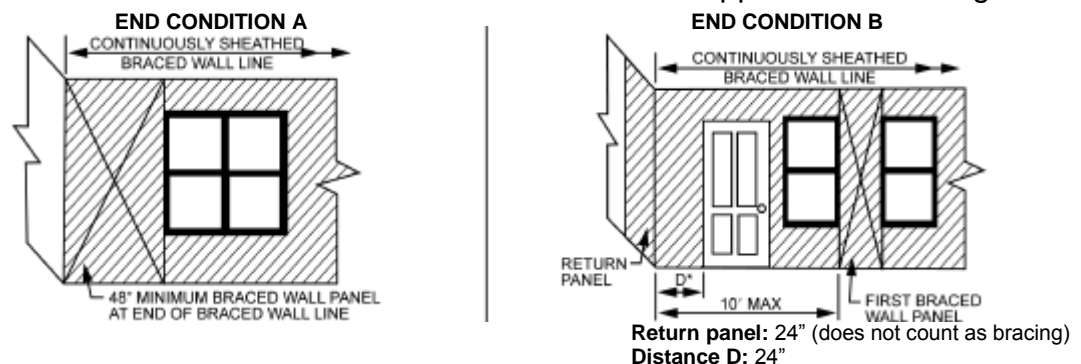 END CONDITION A
CONTINUOUSLY SHEATHED
BRACED WALL LINE
48" MINIMUM BRACED WALL PANEL
AT END OF BRACED WALL LINE
END CONDITION B
CONTINUOUSLY SHEATHED
BRACED WALL LINE
RETURN
PANEL
D*
10' MAX
FIRST BRACED
WALL PANEL
Return panel: 24” (does not count as bracing)
Distance D: 24”